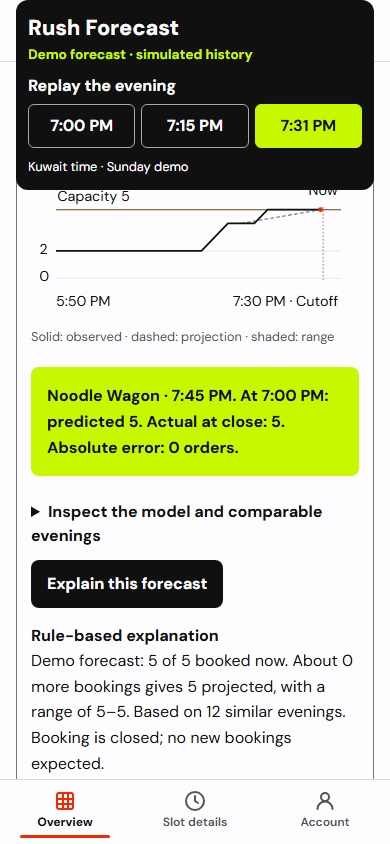 Rush Forecast
Demo forecast · simulated history
Replay the evening
7:00 PM
7:15 PM
7:31 PM
Kuwait time · Sunday demo
Capacity 5
Now
2
0
5:50 PM
7:30 PM · Cutoff
Solid: observed · dashed: projection · shaded: range
Noodle Wagon · 7:45 PM. At 7:00 PM:
predicted 5. Actual at close: 5.
Absolute error: 0 orders.
Inspect the model and comparable
evenings
Explain this forecast
Rule-based explanation
Demo forecast: 5 of 5 booked now. About 0
more bookings gives 5 projected, with a
range of 5–5. Based on 12 similar evenings.
Booking is closed; no new bookings
expected.
Overview
Slot details
Account